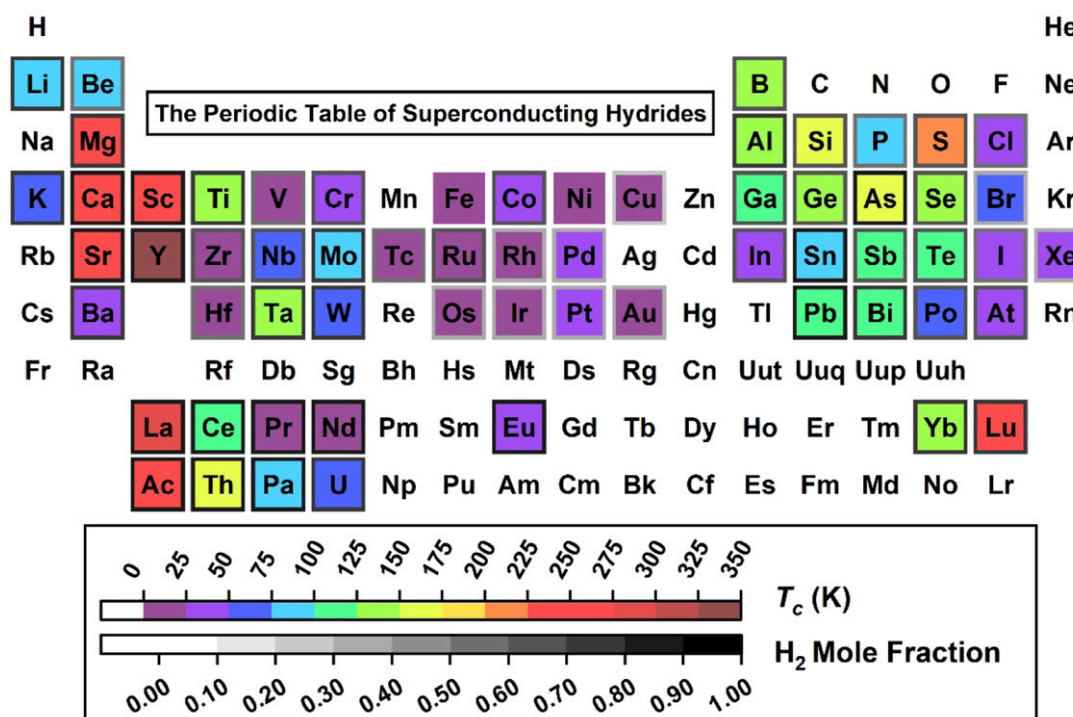 H He
Li Be B C N O F Ne
The Periodic Table of Superconducting Hydrides
Na Mg Al Si P S Cl Ar
K Ca Sc Ti V Cr Mn Fe Co Ni Cu Zn Ga Ge As Se Br Kr
Rb Sr Y Zr Nb Mo Tc Ru Rh Pd Ag Cd In Sn Sb Te I Xe
Cs Ba Hf Ta W Re Os Ir Pt Au Hg Tl Pb Bi Po At Rn
Fr Ra Rf Db Sg Bh Hs Mt Ds Rg Cn Uut Uuq Uup Uuh
La Ce Pr Nd Pm Sm Eu Gd Tb Dy Ho Er Tm Yb Lu
Ac Th Pa U Np Pu Am Cm Bk Cf Es Fm Md No Lr
0 25 50 75 100 115 150 175 200 225 250 275 300 325 350
Tc (K)
H2 Mole Fraction
0.00 0.10 0.20 0.30 0.40 0.50 0.60 0.70 0.80 0.90 1.00